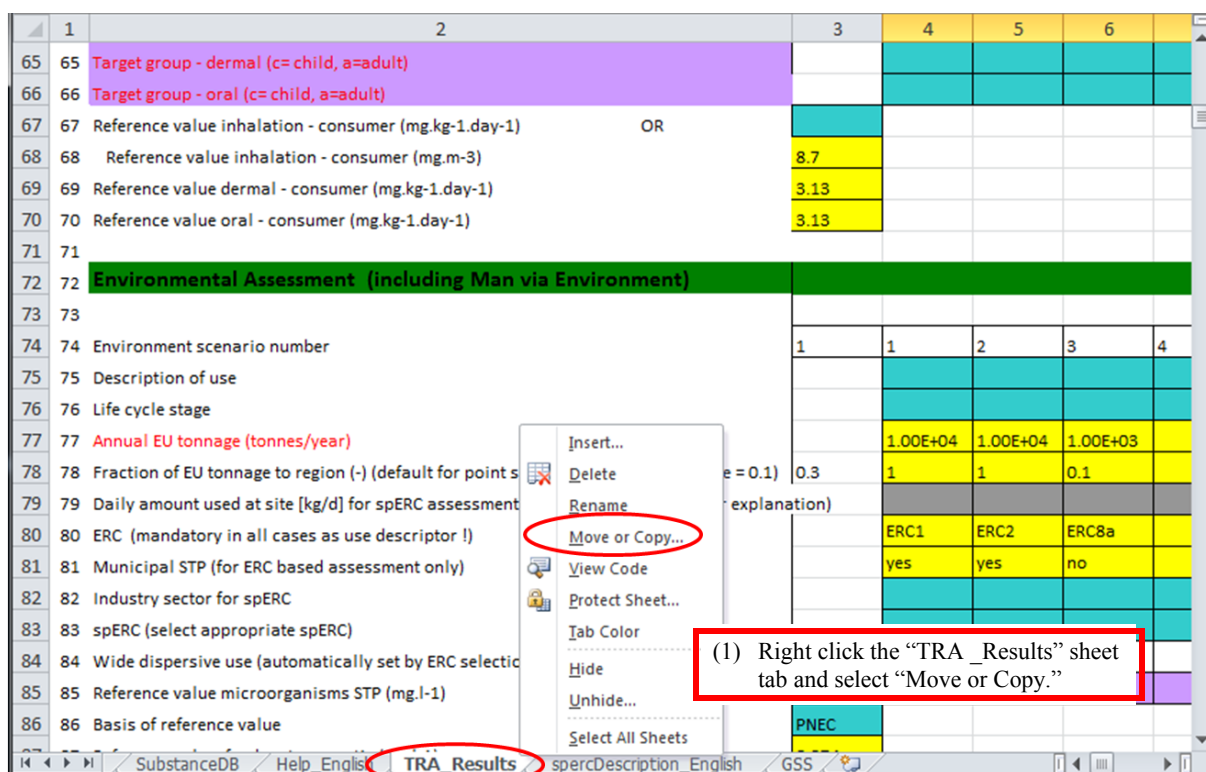 1 2 3 4 5 6
65 65 Target group - dermal (c= child, a=adult)
66 66 Target group - oral (c= child, a=adult)
67 67 Reference value inhalation - consumer (mg.kg-1.day-1) OR
68 68 Reference value inhalation - consumer (mg.m-3) 8.7
69 69 Reference value dermal - consumer (mg.kg-1.day-1) 3.13
70 70 Reference value oral - consumer (mg.kg-1.day-1) 3.13
71 71
72 72 Environmental Assessment (including Man via Environment)
73 73
74 74 Environment scenario number 1 1 2 3 4
75 75 Description of use
76 76 Life cycle stage
77 77 Annual EU tonnage (tonnes/year) 1.00E+04 1.00E+04 1.00E+03
78 78 Fraction of EU tonnage to region (-) (default for point s e = 0.1) 0.3 1 1 0.1
79 79 Daily amount used at site [kg/d] for spERC assessment r explanation)
80 80 ERC (mandatory in all cases as use descriptor !) ERC1 ERC2 ERC8a
81 81 Municipal STP (for ERC based assessment only) yes yes no
82 82 Industry sector for spERC
83 83 spERC (select appropriate spERC)
84 84 Wide dispersive use (automatically set by ERC selectio
85 85 Reference value microorganisms STP (mg.l-1)
86 86 Basis of reference value PNEC
Insert...
Delete
Rename
Move or Copy...
View Code
Protect Sheet...
Tab Color
Hide
Unhide...
Select All Sheets
(1) Right click the “TRA _Results” sheet
tab and select “Move or Copy.”
SubstanceDB Help_English TRA_Results spercDescription_English GSS